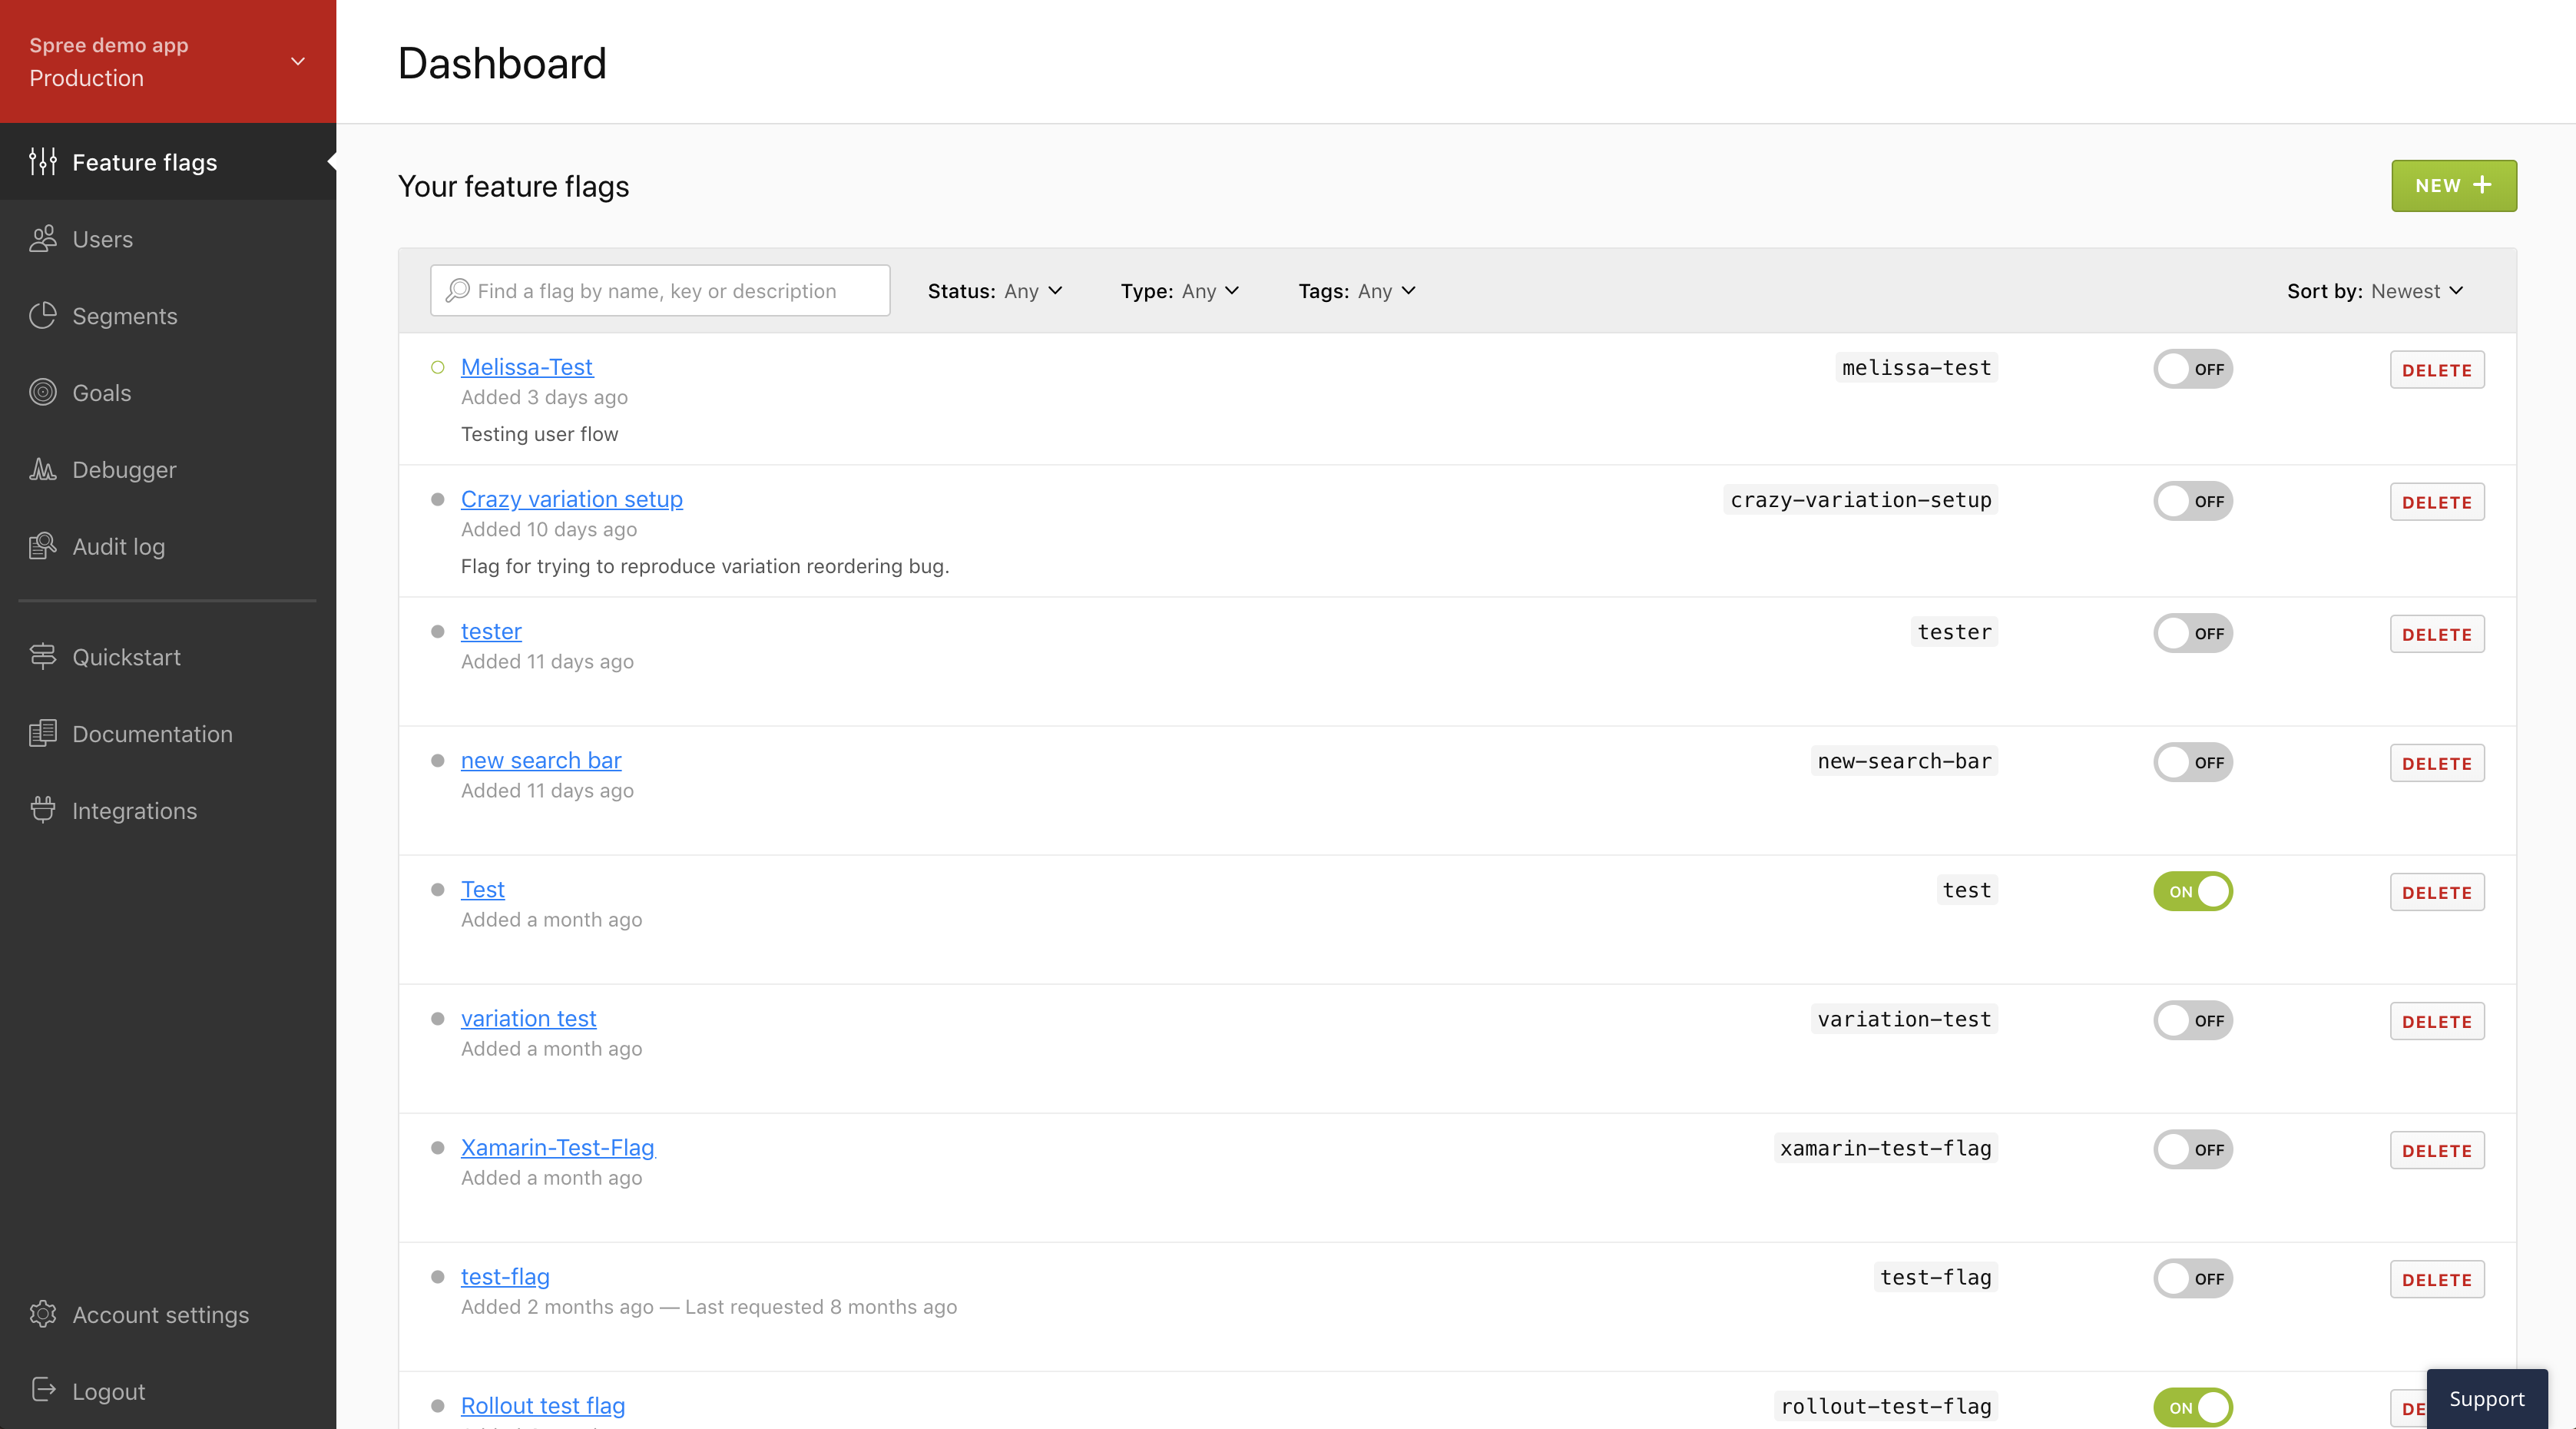 Spree demo app
Production
Feature flags
Users
Segments
Goals
Debugger
Audit log
Quickstart
Documentation
Integrations
Account settings
Logout
Dashboard
Your feature flags
NEW
Find a flag by name, key or description
Status: Any
Type: Any
Tags: Any
Sort by: Newest
Melissa-Test
melissa-test
OFF
DELETE
Added 3 days ago
Testing user flow
Crazy variation setup
crazy-variation-setup
OFF
DELETE
Added 10 days ago
Flag for trying to reproduce variation reordering bug.
tester
tester
OFF
DELETE
Added 11 days ago
new search bar
new-search-bar
OFF
DELETE
Added 11 days ago
Test
test
ON
DELETE
Added a month ago
variation test
variation-test
OFF
DELETE
Added a month ago
Xamarin-Test-Flag
xamarin-test-flag
OFF
DELETE
Added a month ago
test-flag
test-flag
OFF
DELETE
Added 2 months ago — Last requested 8 months ago
Rollout test flag
rollout-test-flag
ON
DE
Support